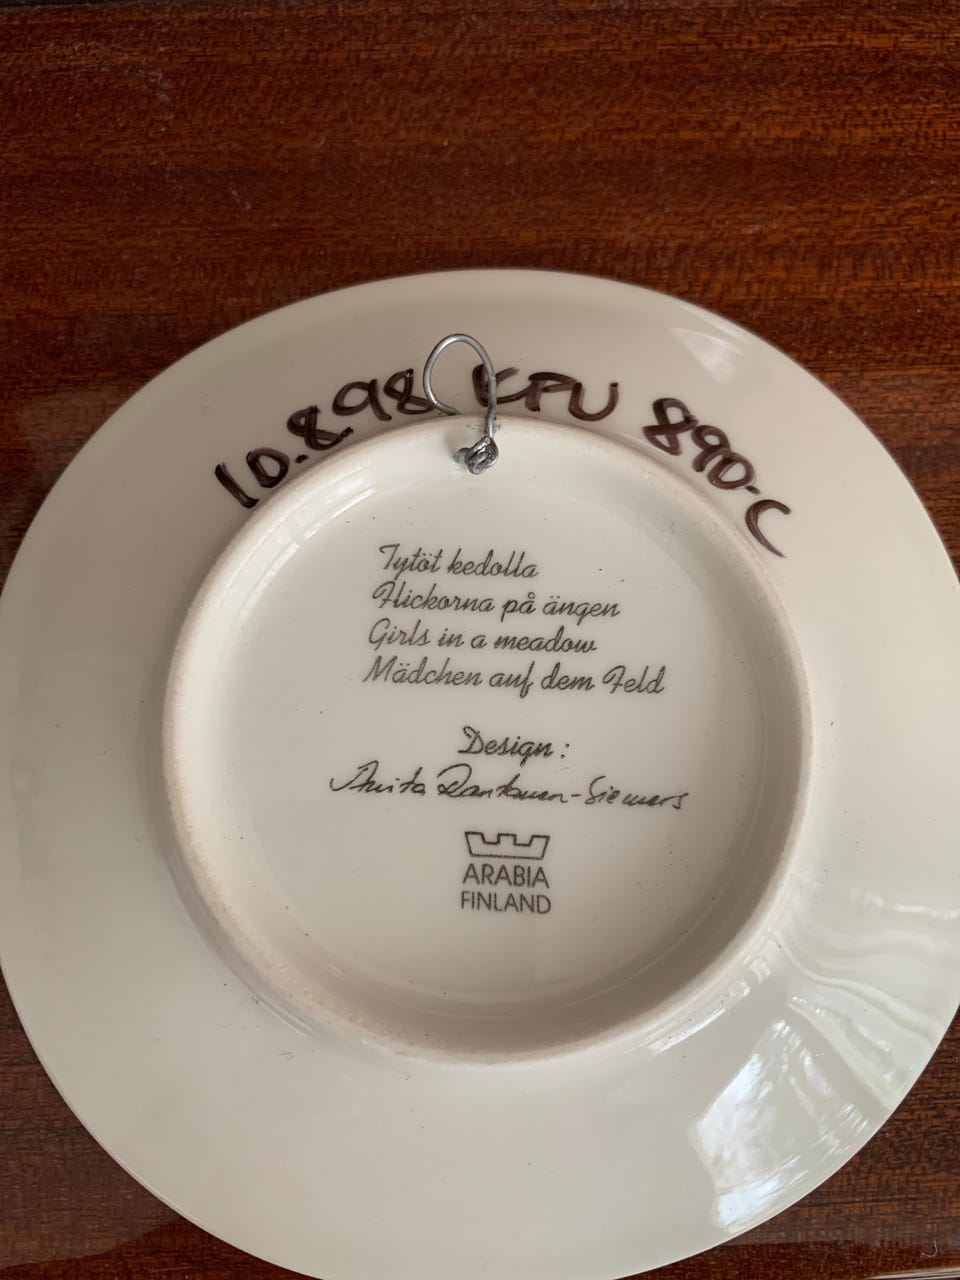 10.8.98 KPU 890-C
Tytöt kedolla
Flickorna på ängen
Girls in a meadow
Mädchen auf dem Feld
Design:
Anita Rantanen-Siemers
ARABIA
FINLAND